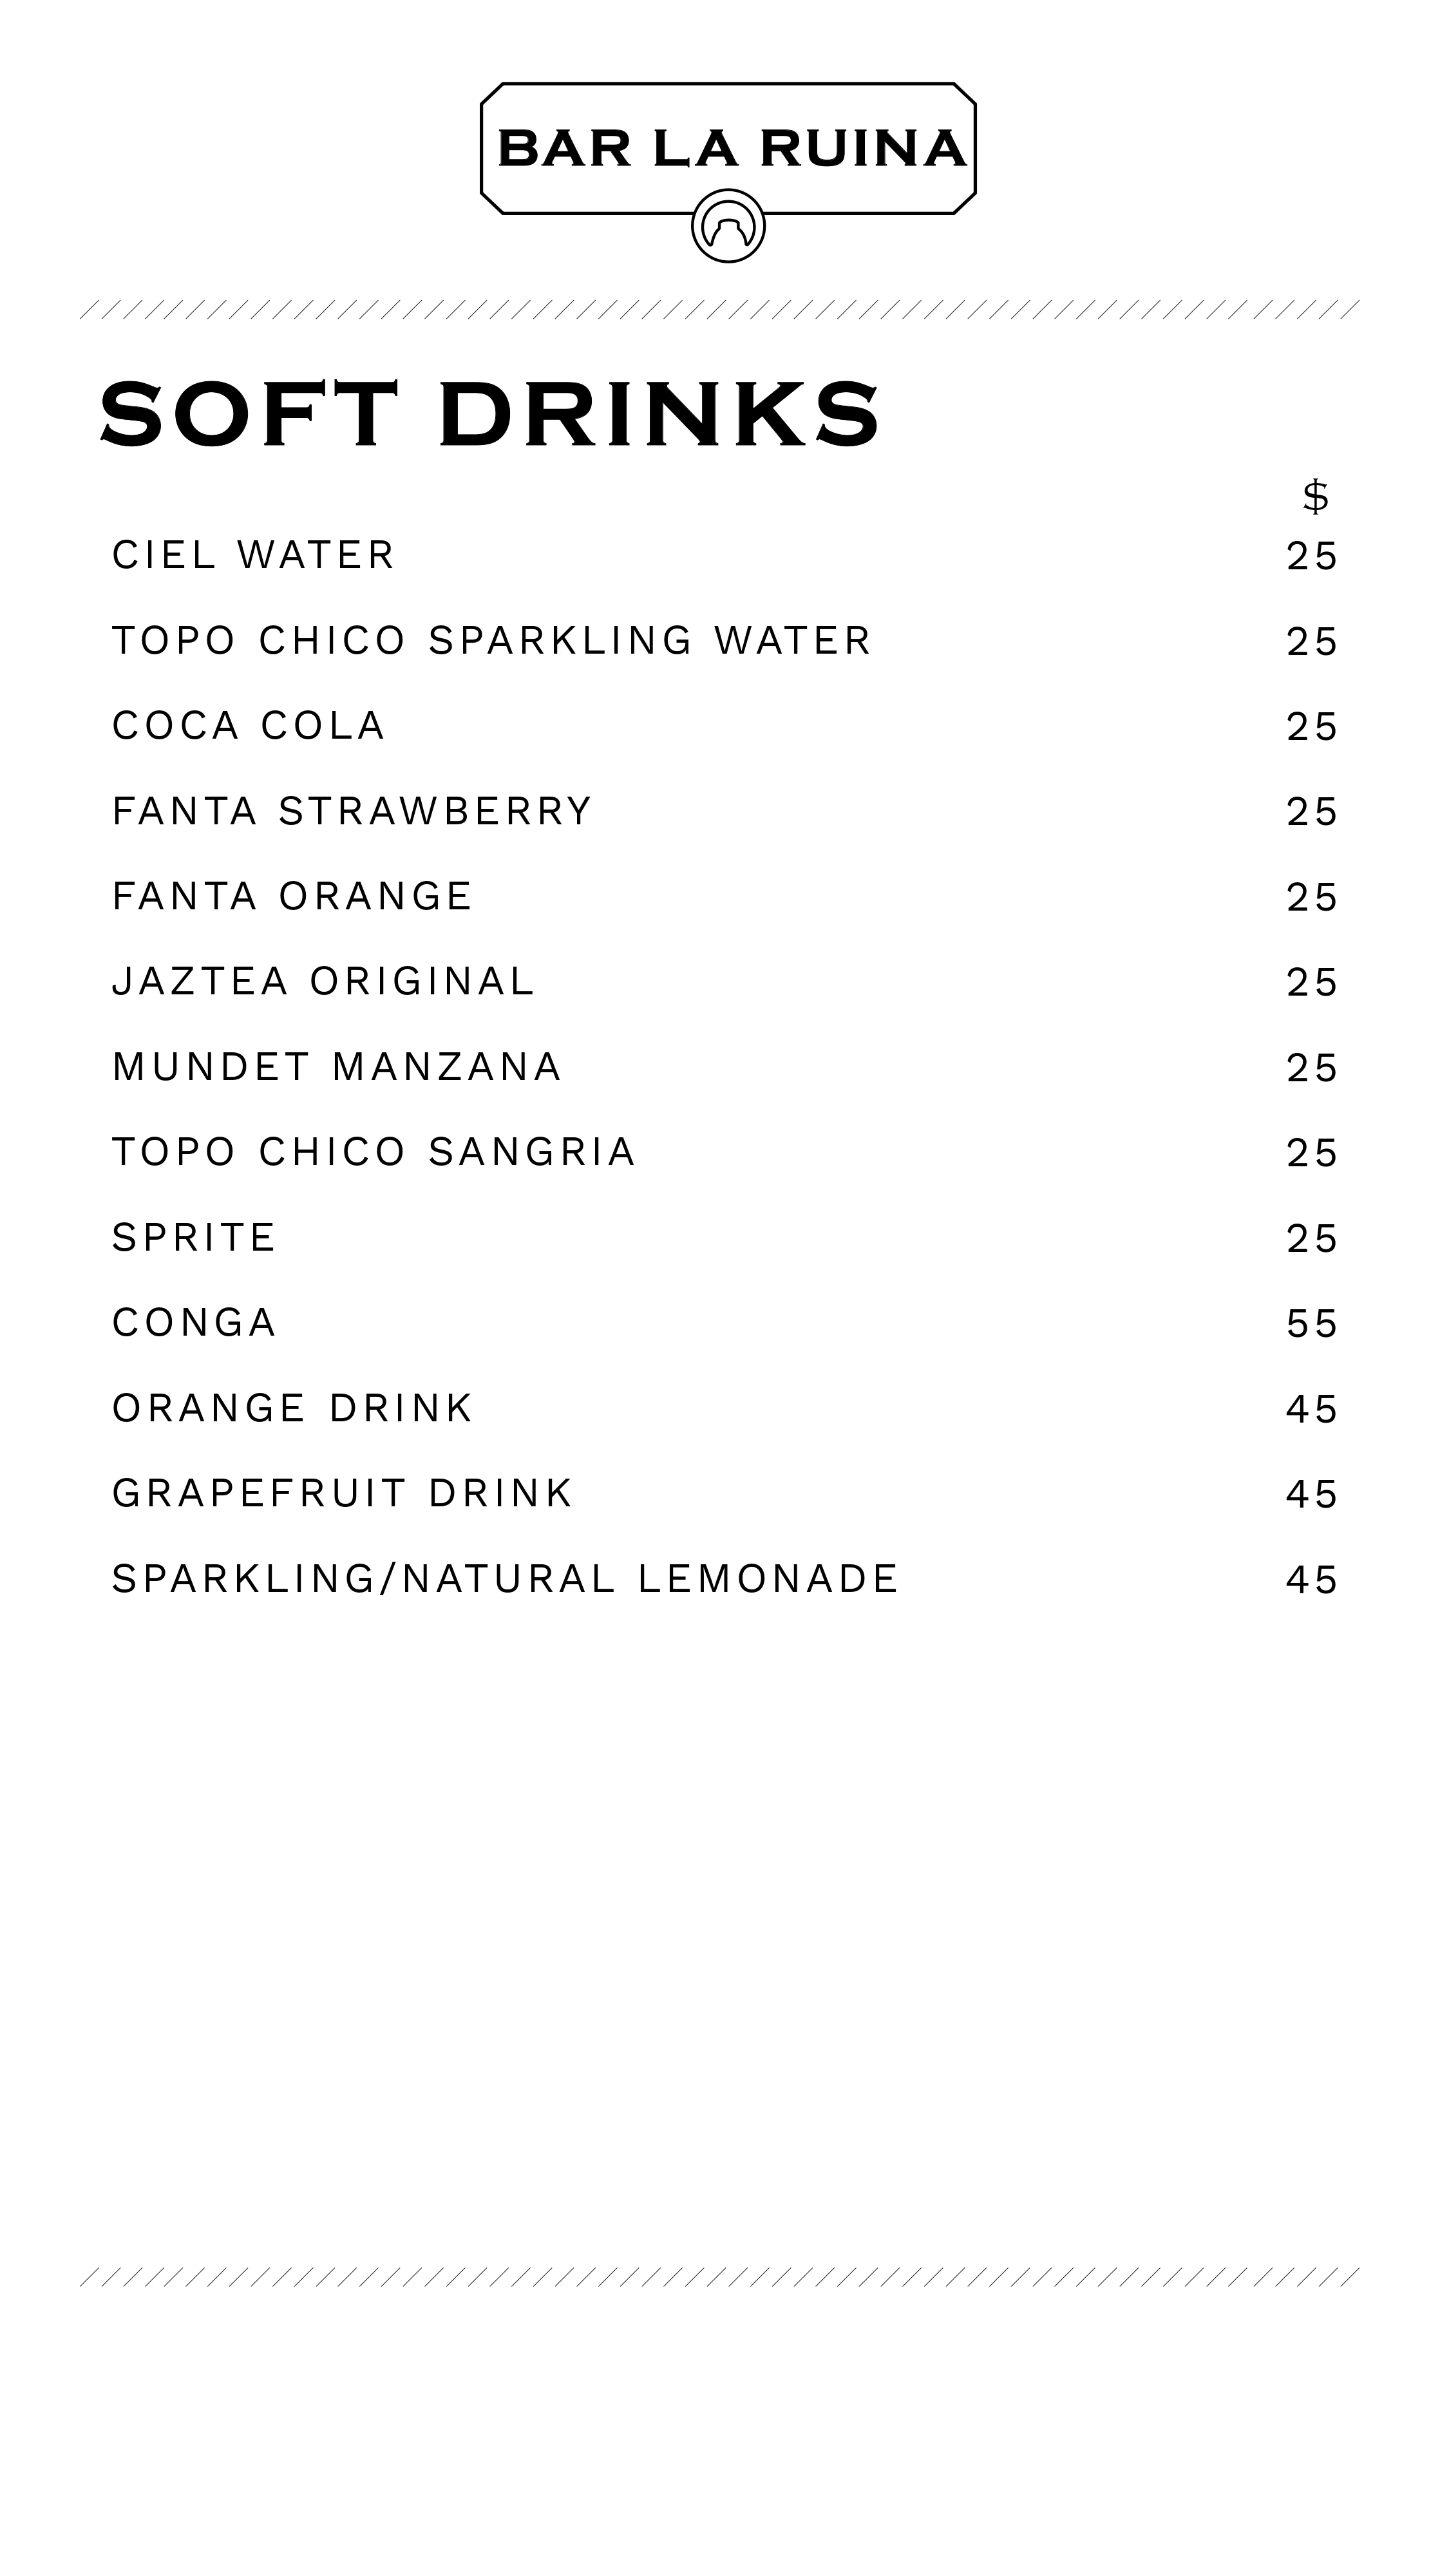 BAR LA RUINA
SOFT DRINKS
$
CIEL WATER 25
TOPO CHICO SPARKLING WATER 25
COCA COLA 25
FANTA STRAWBERRY 25
FANTA ORANGE 25
JAZTEA ORIGINAL 25
MUNDET MANZANA 25
TOPO CHICO SANGRIA 25
SPRITE 25
CONGA 55
ORANGE DRINK 45
GRAPEFRUIT DRINK 45
SPARKLING/NATURAL LEMONADE 45